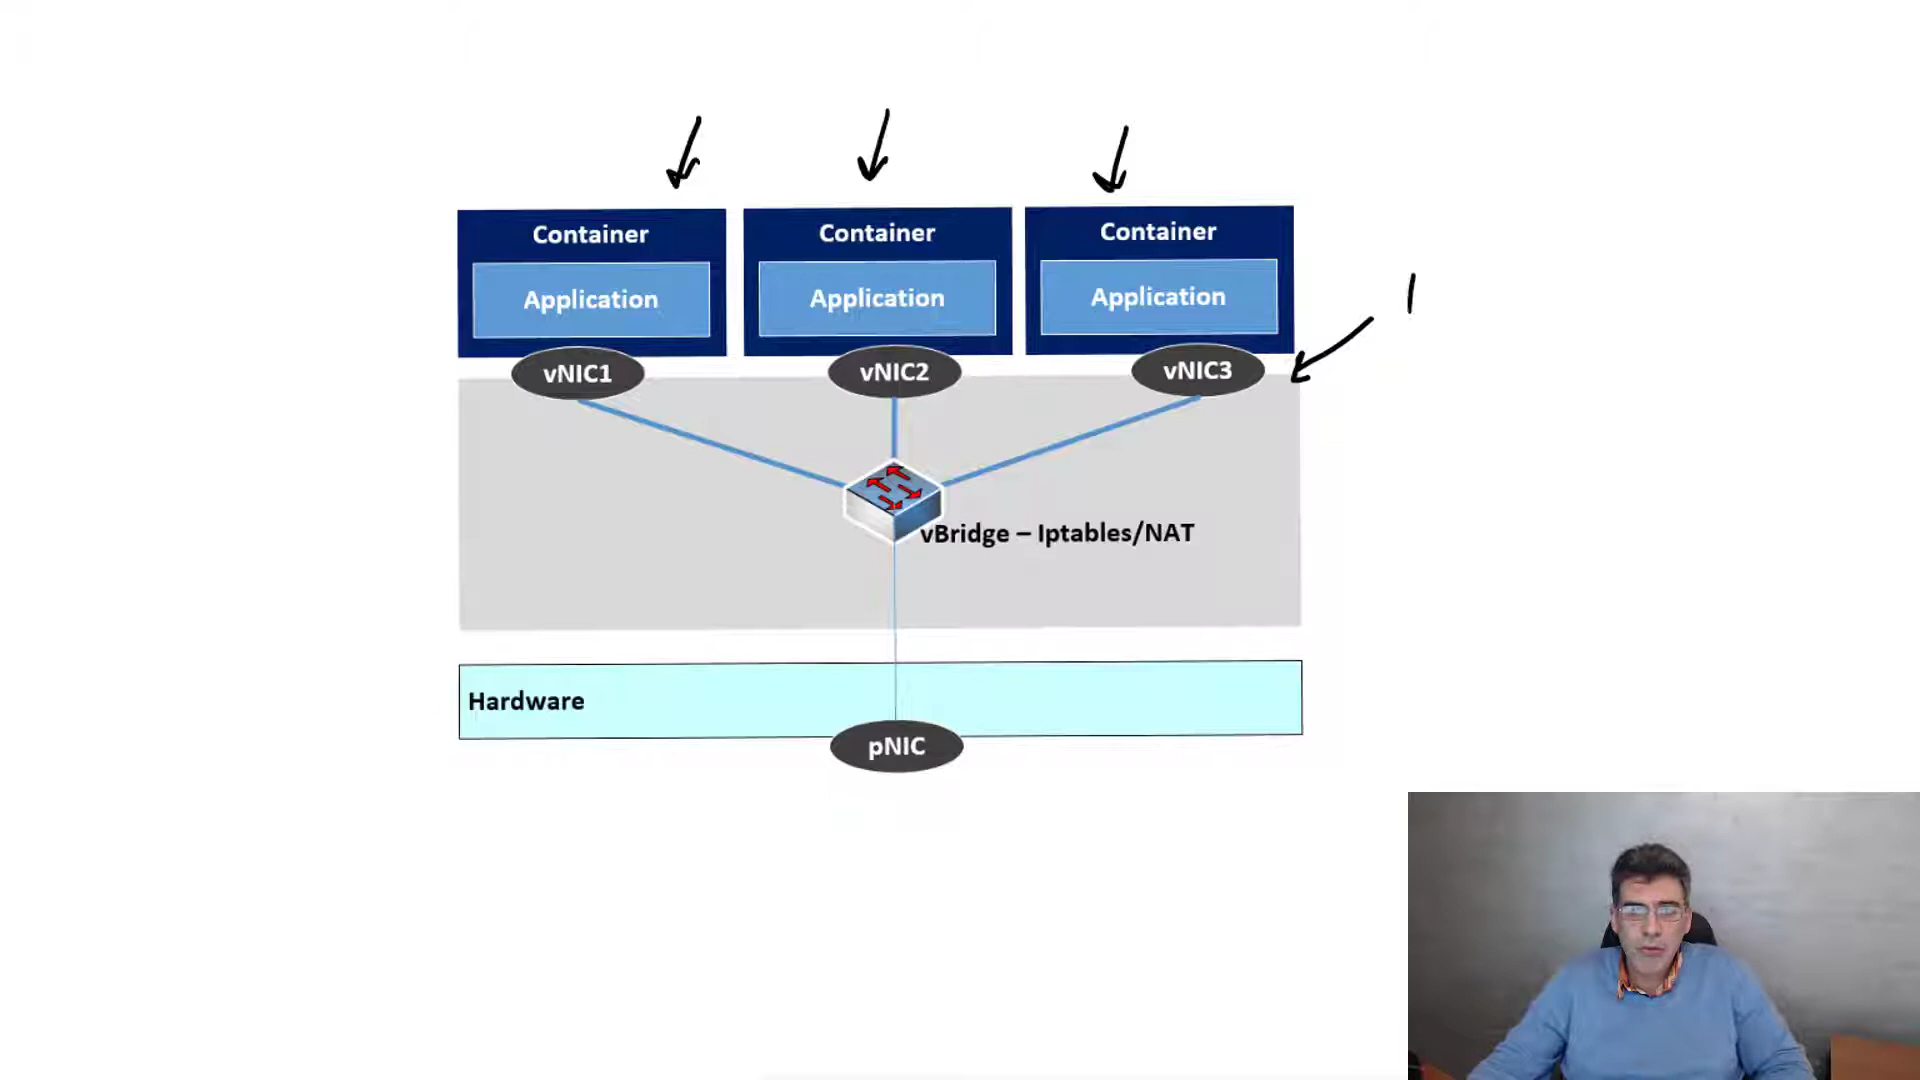 Container
Container
Container
Application
Application
Application
vNIC1
vNIC2
vNIC3
vBridge – Iptables/NAT
Hardware
pNIC